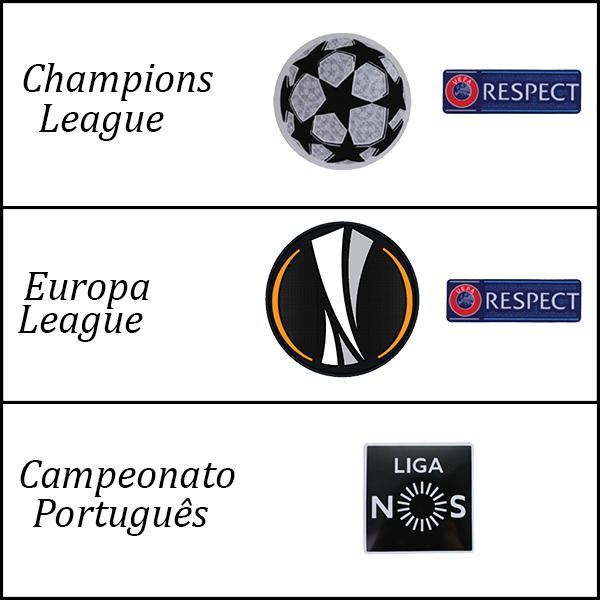 Champions
League
UEFA
RESPECT
Europa
League
UEFA
RESPECT
Campeonato
Português
LIGA
NOS